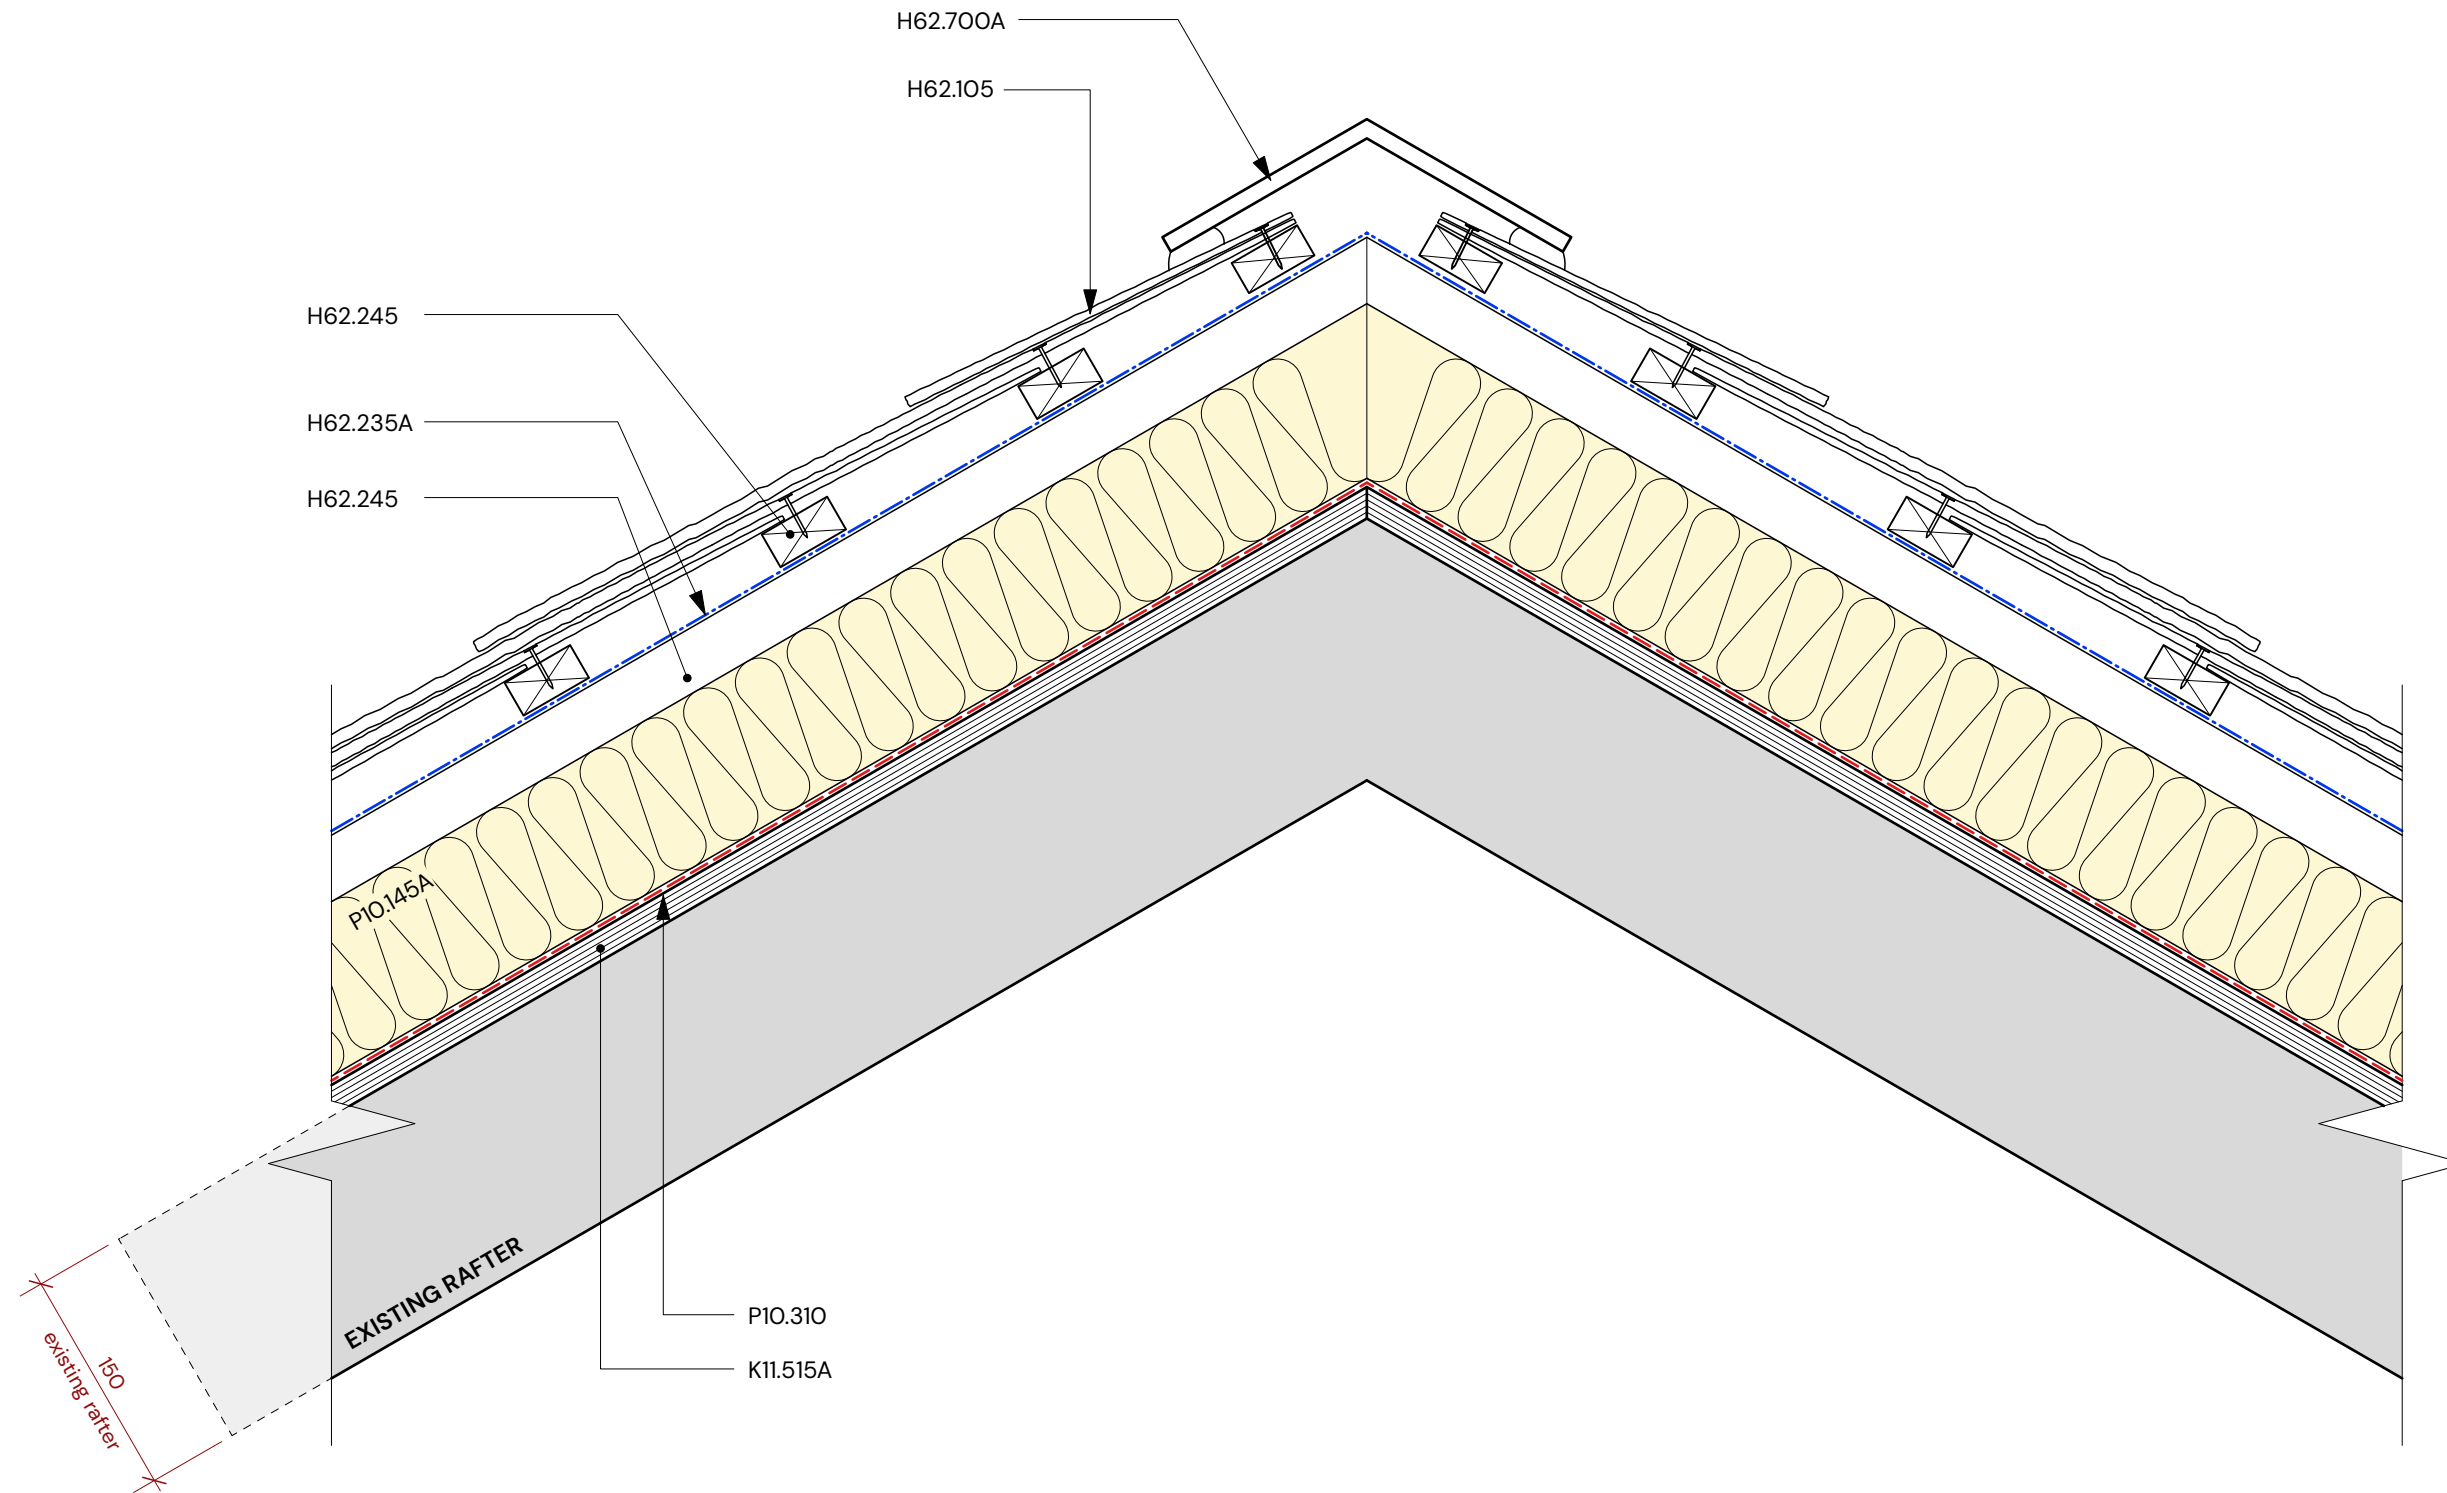 H62.700A
H62.105
H62.245
H62.235A
H62.245
P10.145A
EXISTING RAFTER
P10.310
K11.515A
150
existing rafter